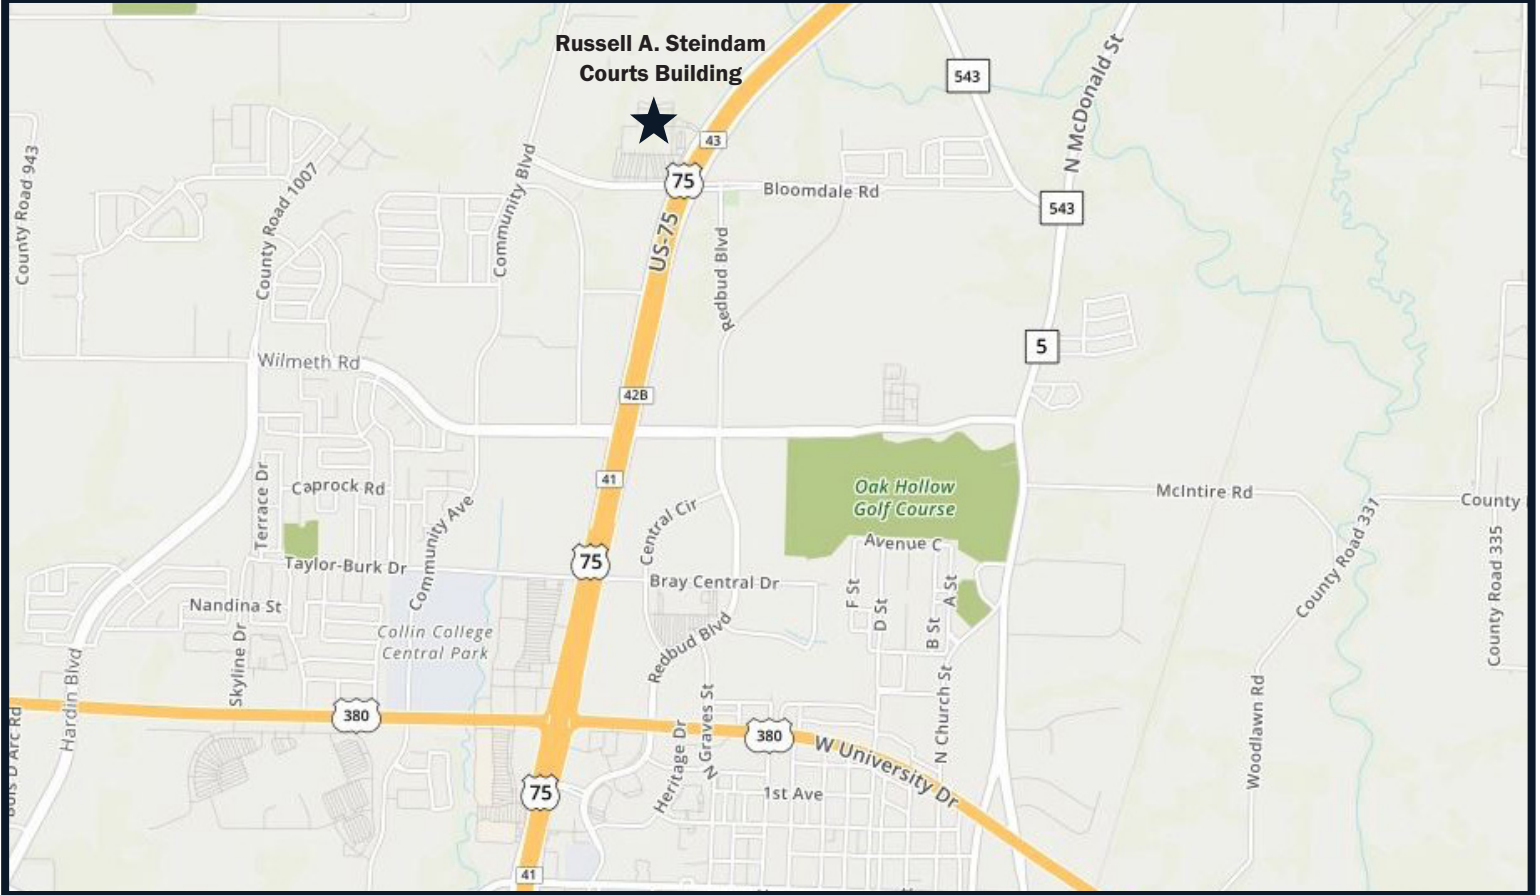 Russell A. Steindam
Courts Building
543
N McDonald St
43
County Road 943
County Road 1007
Community Blvd
75
Bloomdale Rd
543
US-75
Redbud Blvd
5
Wilmeth Rd
42B
41
Terrace Dr
Caprock Rd
Oak Hollow
Golf Course
McIntire Rd
County
Central Cir
Community Ave
County Road 331
County Road 335
Avenue C
75
Taylor-Burk Dr
Bray Central Dr
F St
D St
A St
B St
Nandina St
Collin College
Central Park
Redbud Blvd
Skyline Dr
Hardin Blvd
N Church St
Woodlawn Rd
380
N Graves St
Heritage Dr
380
W University Dr
Bois D Arc Rd
75
1st Ave
41